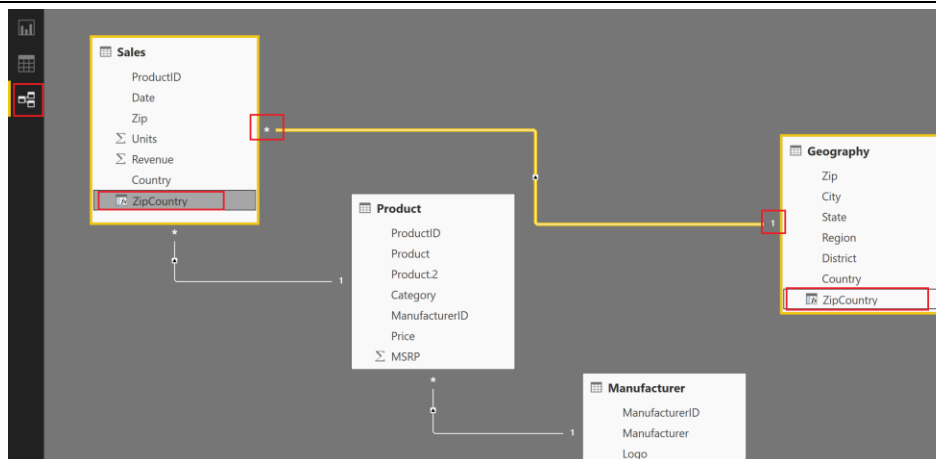 Sales
ProductID
Date
Zip
∑ Units
∑ Revenue
Country
ZipCountry
*
1
*
1
Product
ProductID
Product
Product.2
Category
ManufacturerID
Price
∑ MSRP
*
1
Geography
Zip
City
State
Region
District
Country
ZipCountry
Manufacturer
ManufacturerID
Manufacturer
Logo